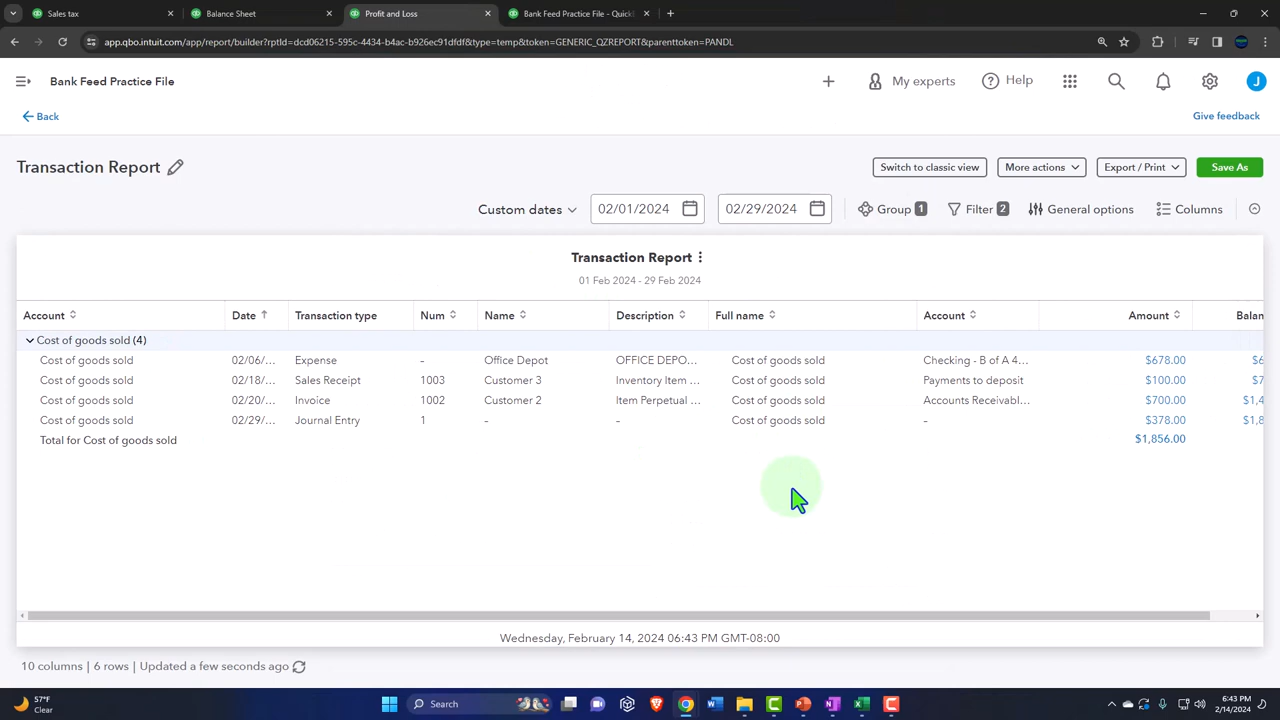 Sales tax
Balance Sheet
Profit and Loss
Bank Feed Practice File - Quick
app.qbo.intuit.com/app/report/builder?rptId=dcd06215-595c-4434-b4ac-b926ec91dfdf&type=temp&token=GENERIC_QZREPORT&parenttoken=PANDL
Bank Feed Practice File
My experts
Help
J
Back
Give feedback
Transaction Report
Switch to classic view
More actions
Export / Print
Save As
Custom dates
02/01/2024
02/29/2024
Group 1
Filter 2
General options
Columns
Transaction Report
01 Feb 2024 - 29 Feb 2024
Account Date Transaction type Num Name Description Full name Account Amount Balan
Cost of goods sold (4)
Cost of goods sold 02/06/... Expense – Office Depot OFFICE DEPO... Cost of goods sold Checking - B of A 4... $678.00 $6
Cost of goods sold 02/18/... Sales Receipt 1003 Customer 3 Inventory Item ... Cost of goods sold Payments to deposit $100.00 $7
Cost of goods sold 02/20/... Invoice 1002 Customer 2 Item Perpetual ... Cost of goods sold Accounts Receivabl... $700.00 $1,4
Cost of goods sold 02/29/... Journal Entry 1 – – Cost of goods sold – $378.00 $1,8
Total for Cost of goods sold $1,856.00
Wednesday, February 14, 2024 06:43 PM GMT-08:00
10 columns | 6 rows | Updated a few seconds ago
57°F
Clear
Search
6:43 PM
2/14/2024